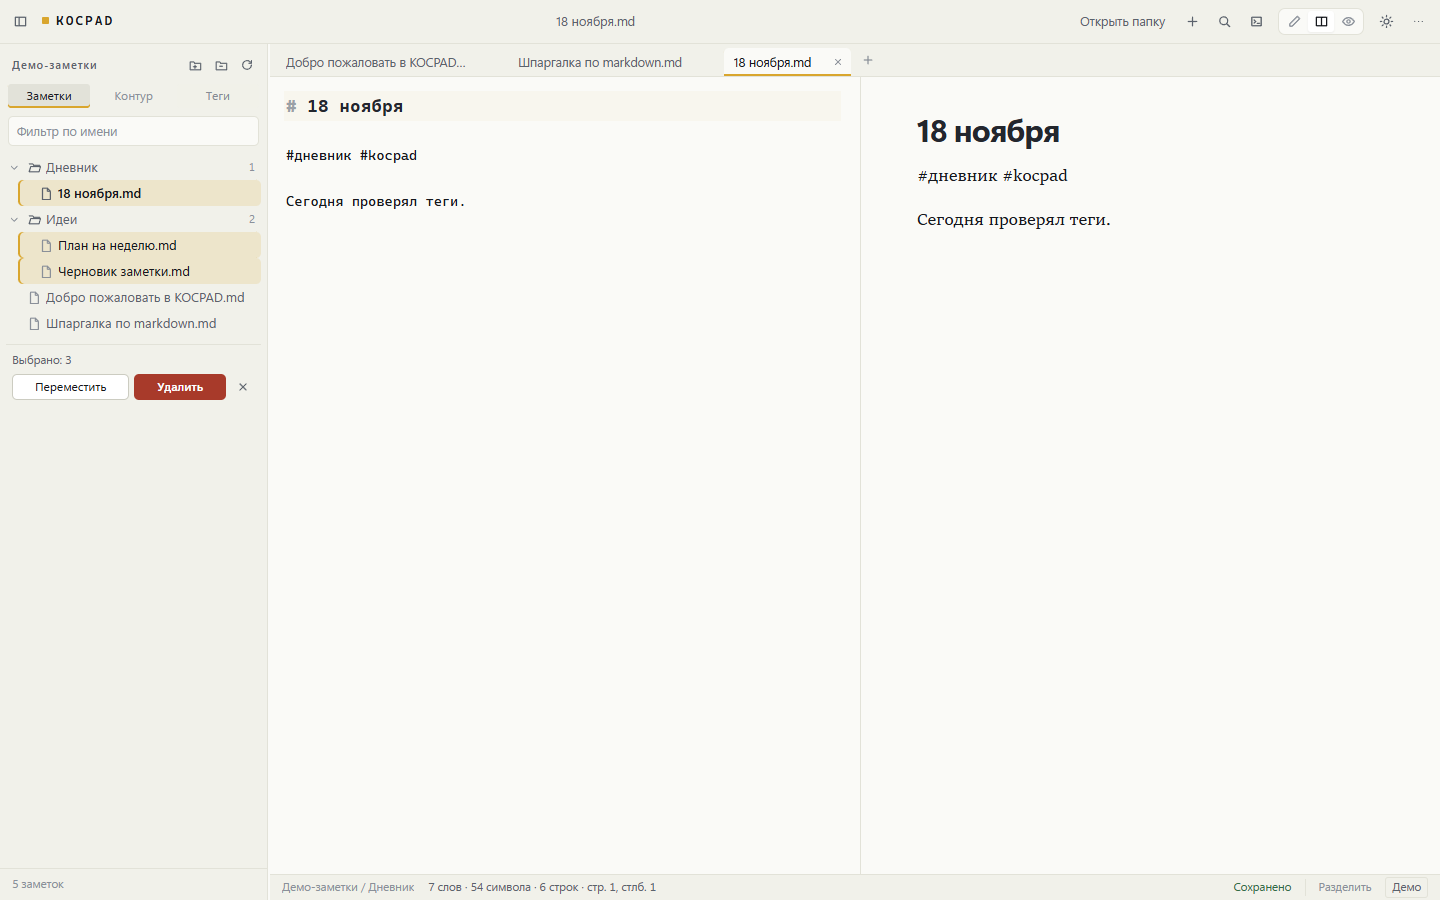 KOCPAD
18 ноября.md
Открыть папку
Демо-заметки
Заметки
Контур
Теги
Фильтр по имени
Дневник
1
18 ноября.md
Идеи
2
План на неделю.md
Черновик заметки.md
Добро пожаловать в KOCPAD.md
Шпаргалка по markdown.md
Выбрано: 3
Переместить
Удалить
5 заметок
Добро пожаловать в KOCPAD...
Шпаргалка по markdown.md
18 ноября.md
# 18 ноября
#дневник #kocpad
Сегодня проверял теги.
18 ноября
#дневник #kocpad
Сегодня проверял теги.
Демо-заметки / Дневник
7 слов · 54 символа · 6 строк · стр. 1, стлб. 1
Сохранено
Разделить
Демо